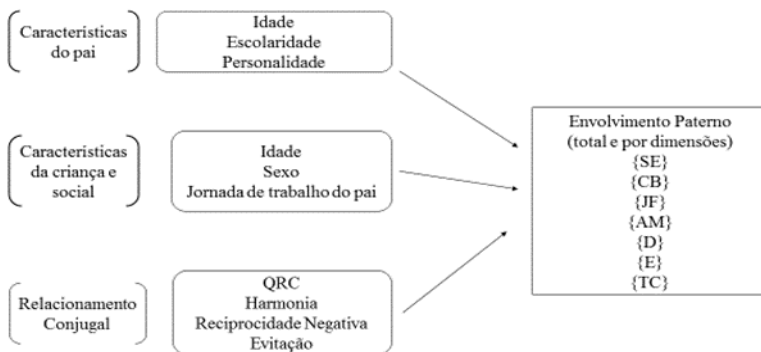 Características
do pai
Idade
Escolaridade
Personalidade
Características
da criança e
social
Idade
Sexo
Jornada de trabalho do pai
Relacionamento
Conjugal
QRC
Harmonia
Reciprocidade Negativa
Evitação
Envolvimento Paterno
(total e por dimensões)
{SE}
{CB}
{JF}
{AM}
{D}
{E}
{TC}